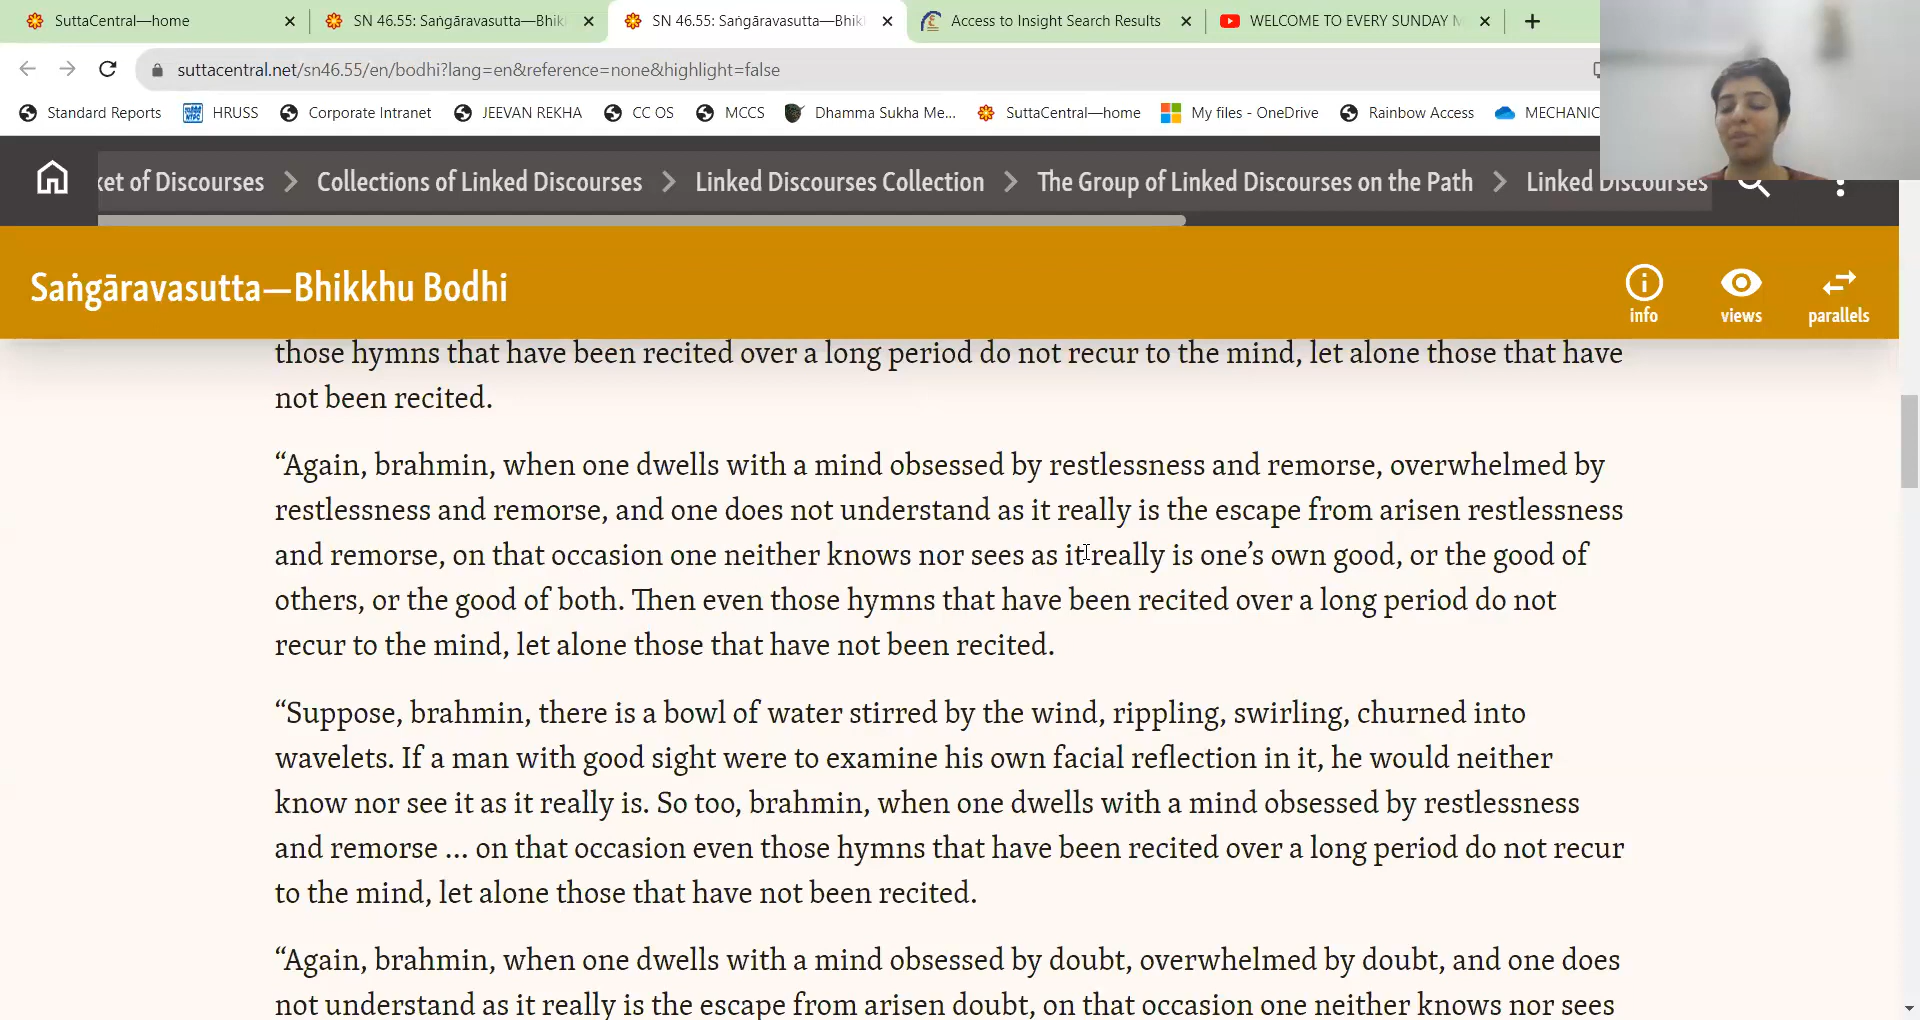 SuttaCentral—home
SN 46.55: Saṅgāravasutta—Bhik
SN 46.55: Saṅgāravasutta—Bhik
Access to Insight Search Results
WELCOME TO EVERY SUNDAY M
suttacentral.net/sn46.55/en/bodhi?lang=en&reference=none&highlight=false
Standard Reports
HRUSS
Corporate Intranet
JEEVAN REKHA
CC OS
MCCS
Dhamma Sukha Me...
SuttaCentral—home
My files - OneDrive
Rainbow Access
MECHANIC
ket of Discourses > Collections of Linked Discourses > Linked Discourses Collection > The Group of Linked Discourses on the Path > Linked Discourses
Saṅgāravasutta—Bhikkhu Bodhi
info
views
parallels
those hymns that have been recited over a long period do not recur to the mind, let alone those that have
not been recited.
“Again, brahmin, when one dwells with a mind obsessed by restlessness and remorse, overwhelmed by
restlessness and remorse, and one does not understand as it really is the escape from arisen restlessness
and remorse, on that occasion one neither knows nor sees as it really is one’s own good, or the good of
others, or the good of both. Then even those hymns that have been recited over a long period do not
recur to the mind, let alone those that have not been recited.
“Suppose, brahmin, there is a bowl of water stirred by the wind, rippling, swirling, churned into
wavelets. If a man with good sight were to examine his own facial reflection in it, he would neither
know nor see it as it really is. So too, brahmin, when one dwells with a mind obsessed by restlessness
and remorse … on that occasion even those hymns that have been recited over a long period do not recur
to the mind, let alone those that have not been recited.
“Again, brahmin, when one dwells with a mind obsessed by doubt, overwhelmed by doubt, and one does
not understand as it really is the escape from arisen doubt, on that occasion one neither knows nor sees